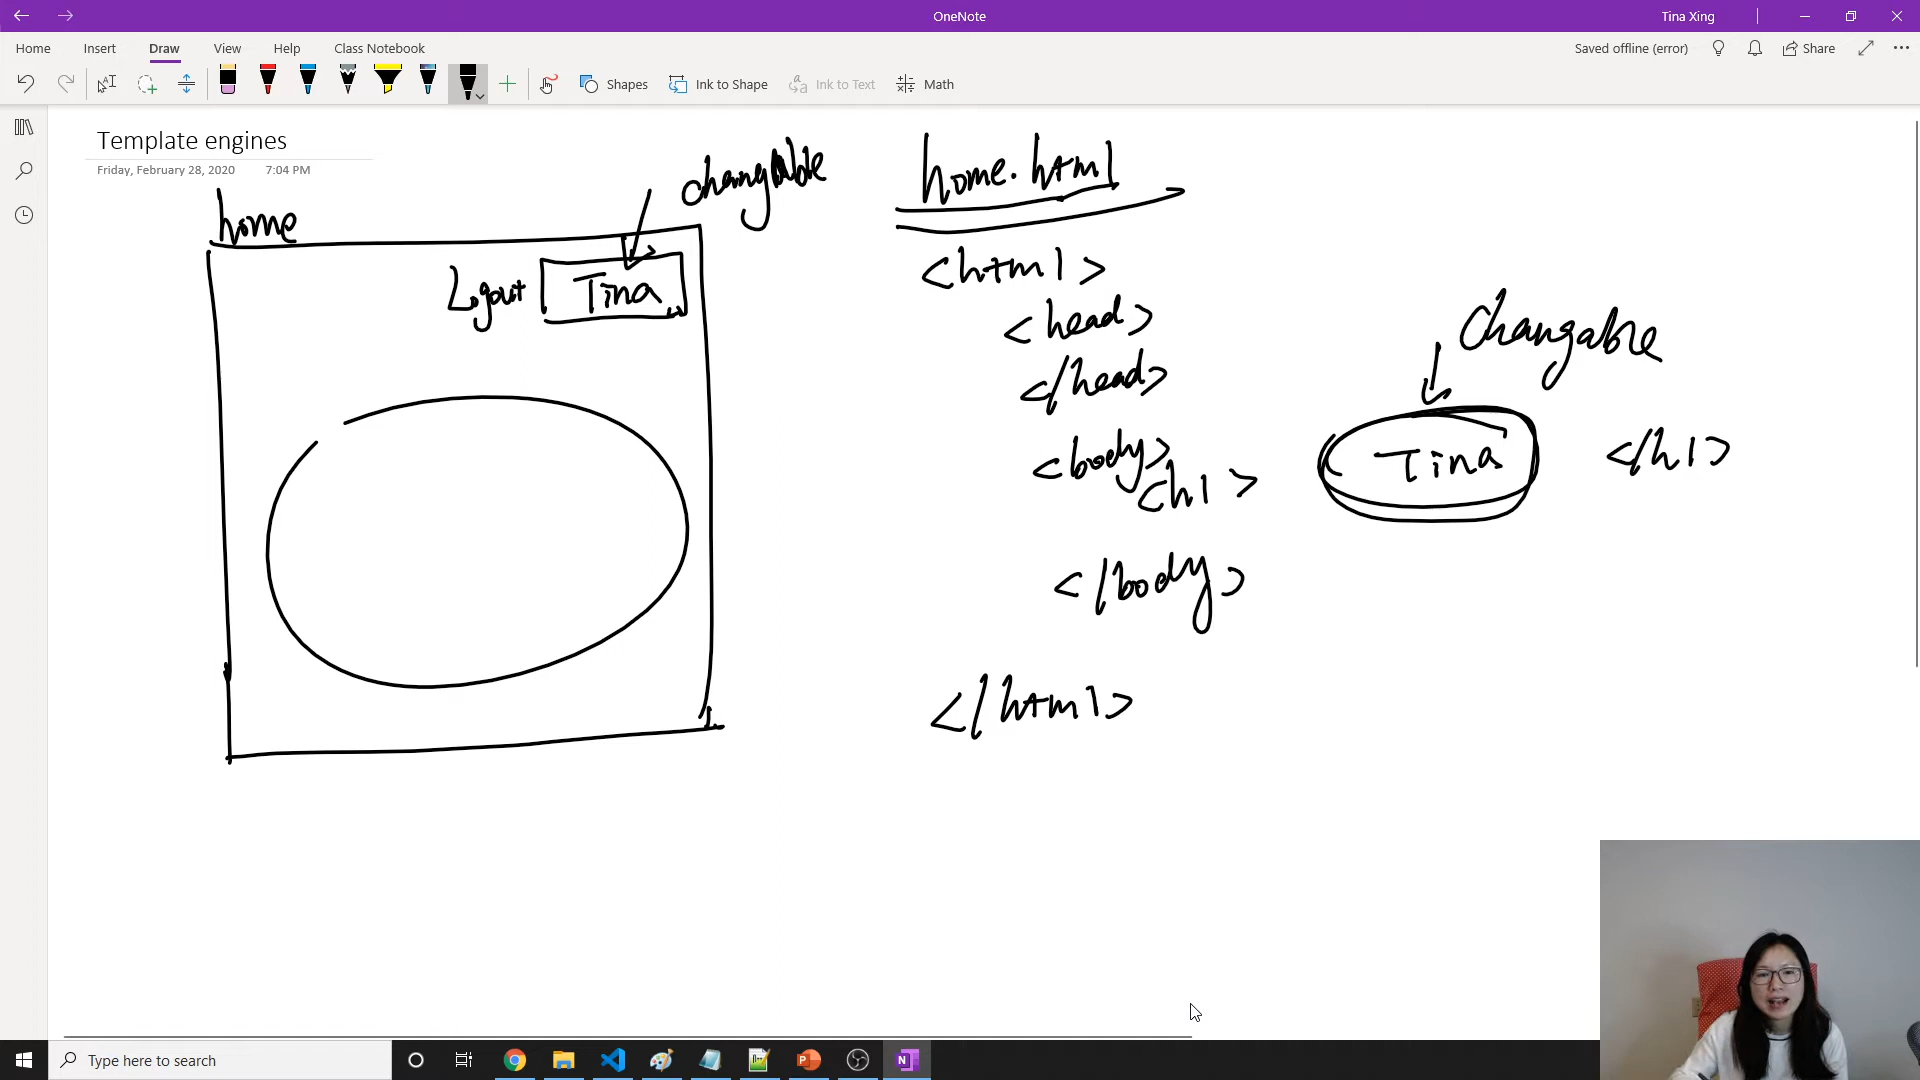 OneNote
Tina Xing
Home Insert Draw View Help Class Notebook
Saved offline (error) Share
Shapes Ink to Shape Ink to Text Math
Template engines
Friday, February 28, 2020 7:04 PM
home
changable
Logout Tina
home.html
<html>
<head>
</head>
<body>
<h1> Tina </h1>
Changable
</body>
</html>
Type here to search